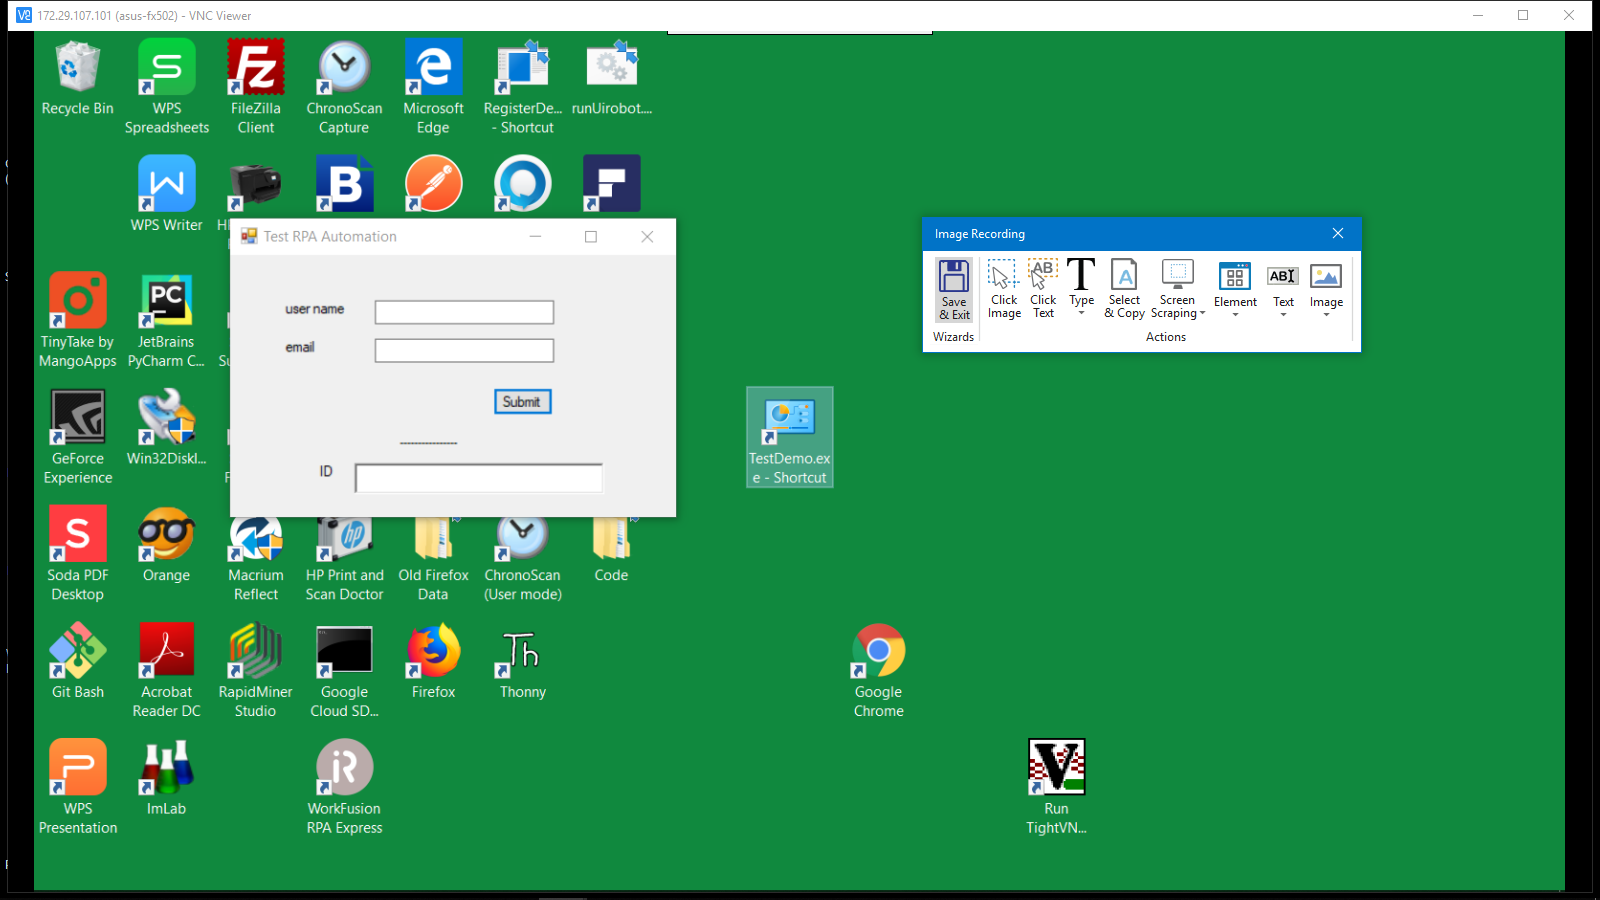 172.29.107.101 (asus-fx502) - VNC Viewer
Recycle Bin
WPS
Spreadsheets
FileZilla
Client
ChronoScan
Capture
Microsoft
Edge
RegisterDe...
- Shortcut
runUirobot....
WPS Writer
Test RPA Automation
user name
email
Submit
---------------
ID
Image Recording
Save
& Exit
Click
Image
Click
Text
Type
Select
& Copy
Screen
Scraping
Element
Text
Image
Wizards
Actions
TinyTake by
MangoApps
JetBrains
PyCharm C...
Su
GeForce
Experience
Win32DiskI...
F
TestDemo.ex
e - Shortcut
Soda PDF
Desktop
Orange
Macrium
Reflect
HP Print and
Scan Doctor
Old Firefox
Data
ChronoScan
(User mode)
Code
Git Bash
Acrobat
Reader DC
RapidMiner
Studio
Google
Cloud SD...
Firefox
Thonny
Google
Chrome
WPS
Presentation
ImLab
WorkFusion
RPA Express
Run
TightVN...